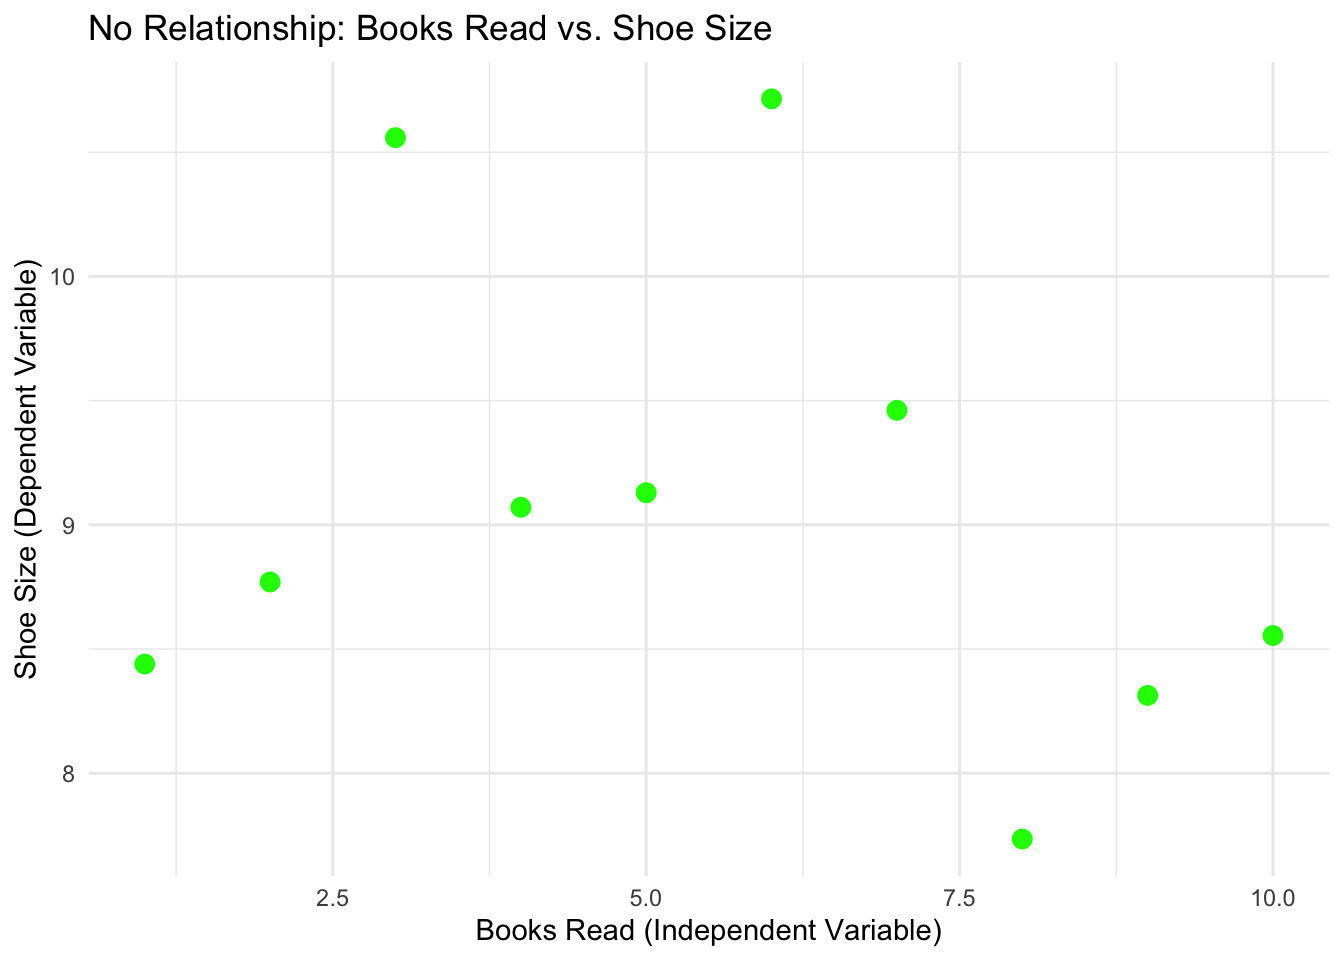 No Relationship: Books Read vs. Shoe Size
Shoe Size (Dependent Variable)
10
9
8
2.5 5.0 7.5 10.0
Books Read (Independent Variable)